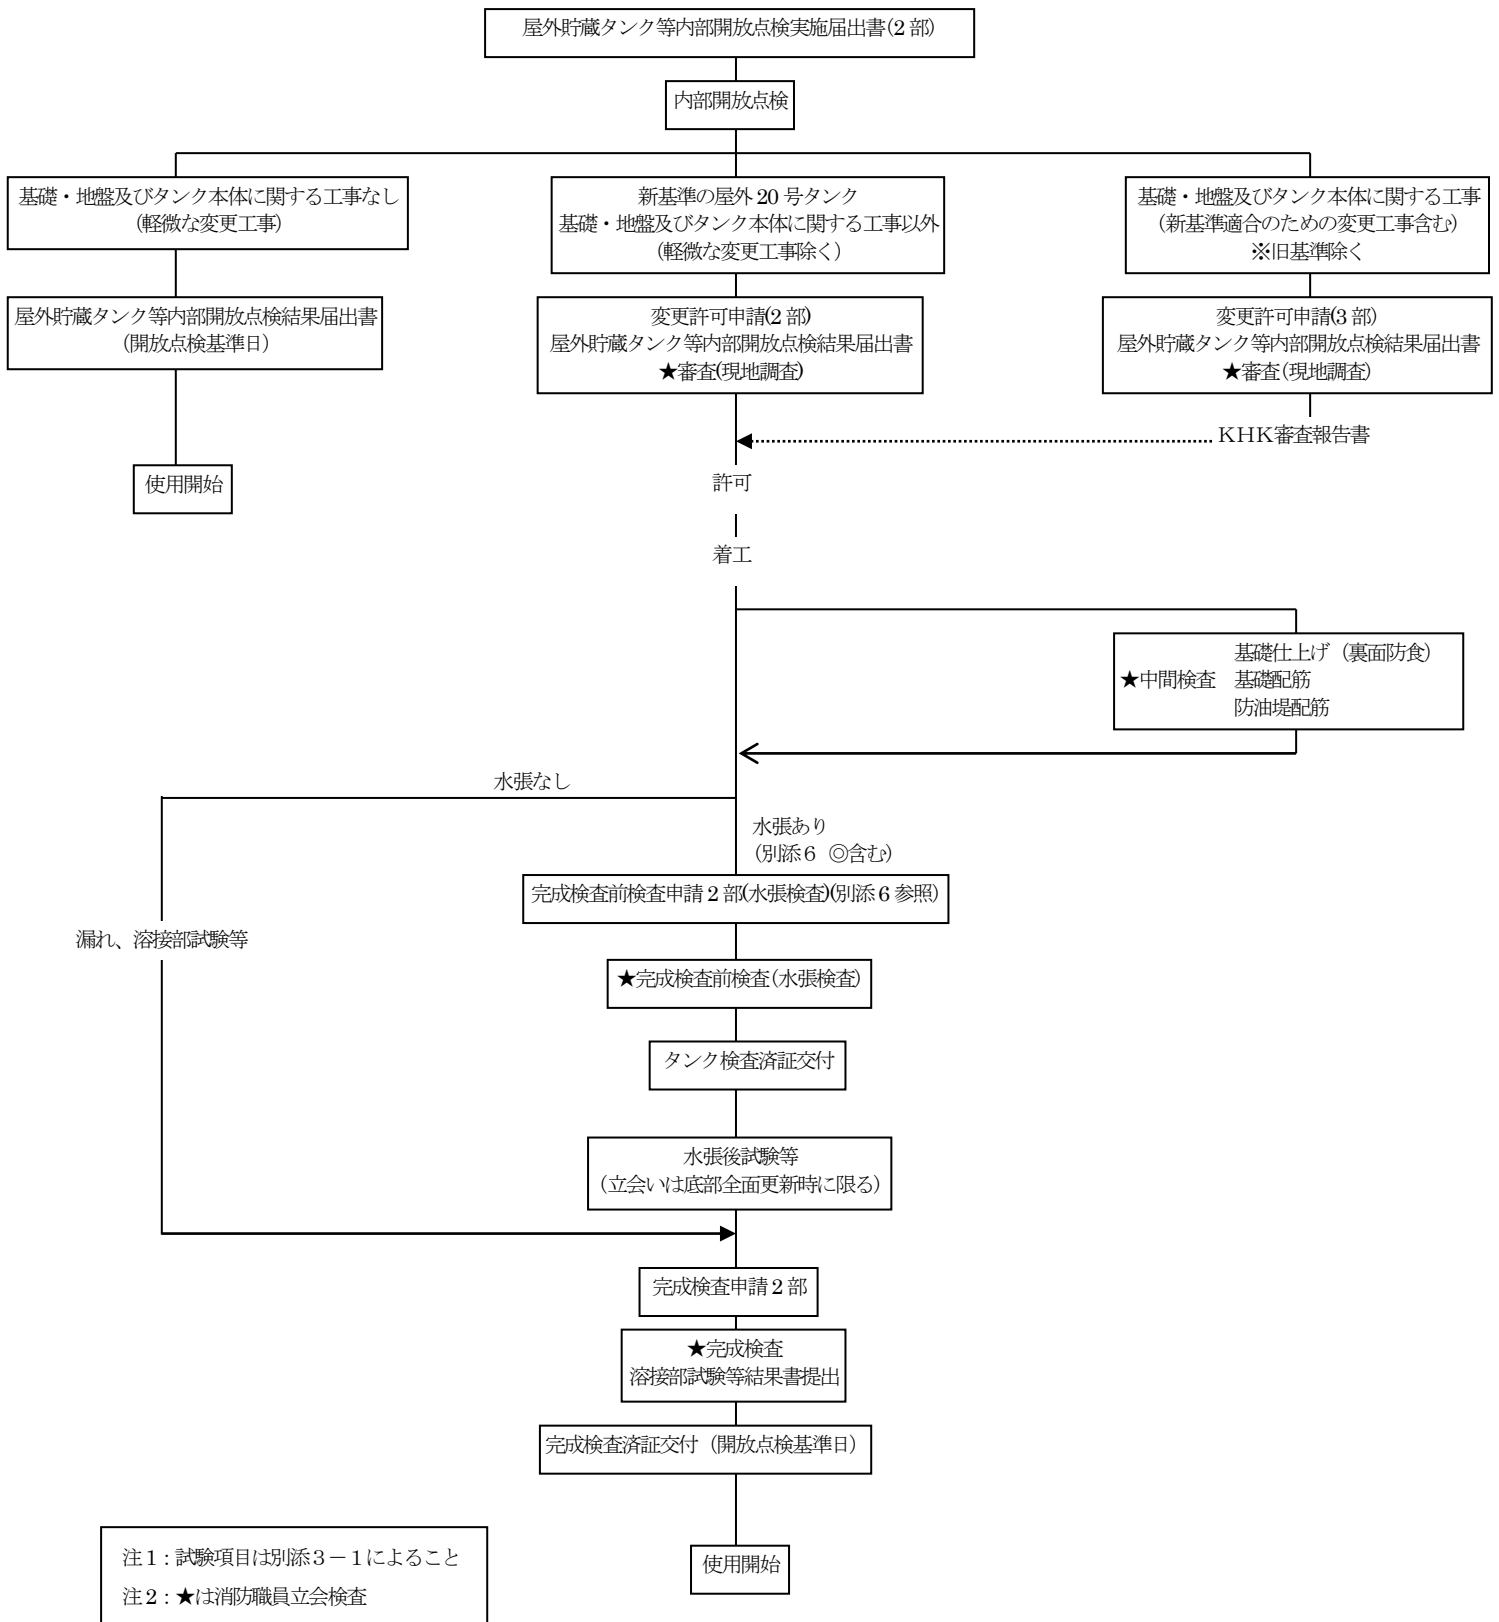 屋外貯蔵タンク等内部開放点検実施届出書(2部)
内部開放点検
基礎・地盤及びタンク本体に関する工事なし
(軽微な変更工事)
新基準の屋外20号タンク
基礎・地盤及びタンク本体に関する工事以外
(軽微な変更工事除く)
基礎・地盤及びタンク本体に関する工事
(新基準適合のための変更工事含む)
※旧基準除く
屋外貯蔵タンク等内部開放点検結果届出書
(開放点検基準日)
変更許可申請(2部)
屋外貯蔵タンク等内部開放点検結果届出書
★審査(現地調査)
変更許可申請(3部)
屋外貯蔵タンク等内部開放点検結果届出書
★審査(現地調査)
KHK審査報告書
使用開始
許可
着工
基礎仕上げ(裏面防食)
★中間検査 基礎配筋
防油堤配筋
水張なし
水張あり
(別添6 ◎含む)
完成検査前検査申請2部(水張検査)(別添6参照)
漏れ、溶接部試験等
★完成検査前検査(水張検査)
タンク検査済証交付
水張後試験等
(立会いは底部全面更新時に限る)
完成検査申請2部
★完成検査
溶接部試験等結果書提出
完成検査済証交付(開放点検基準日)
使用開始
注1:試験項目は別添3-1によること
注2:★は消防職員立会検査